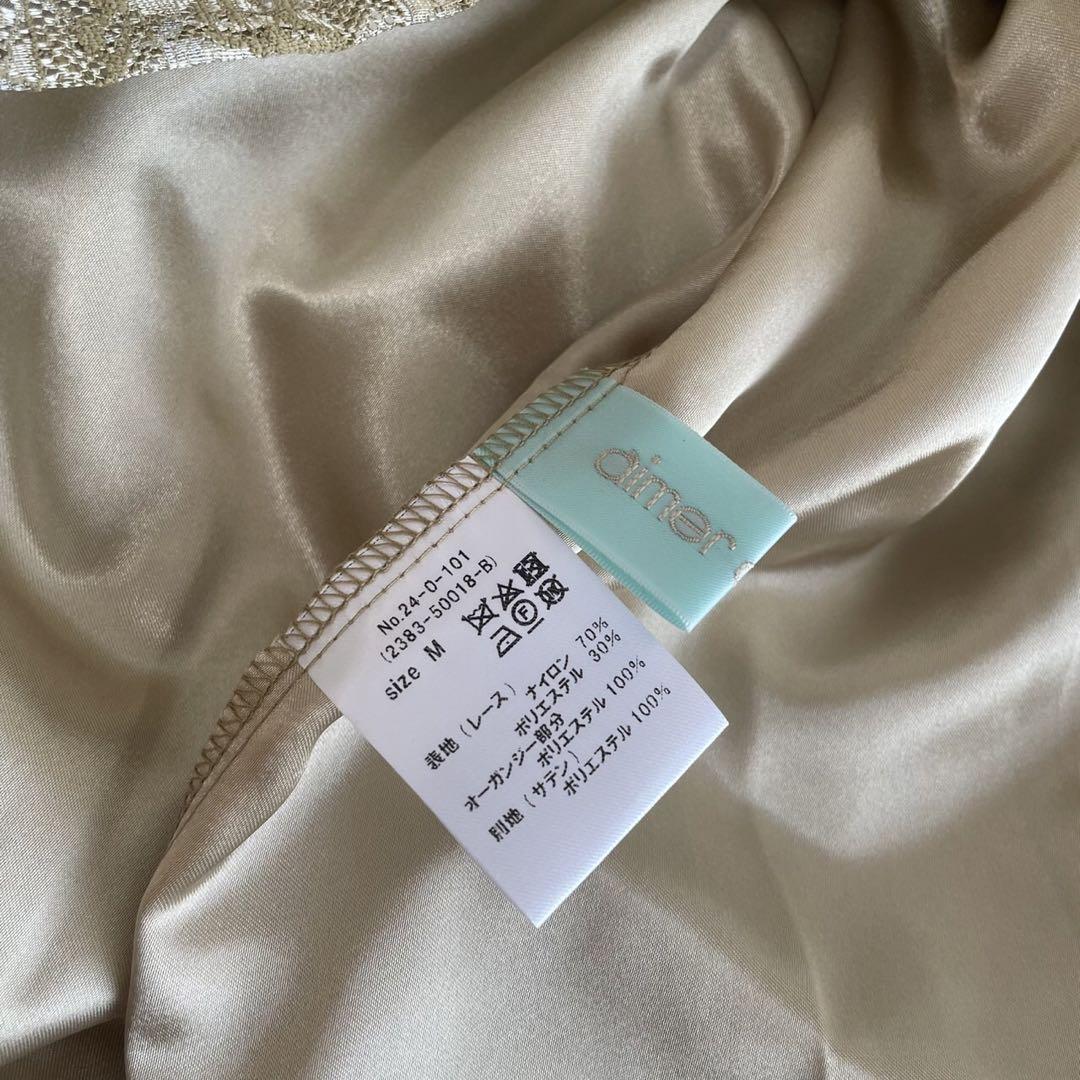 aimer
No.24-0-101
(2383-50018-B)
size M
表地(レース) ナイロン 70%
ポリエステル 30%
オーガンジー部分
ポリエステル 100%
別地(サテン)
ポリエステル 100%